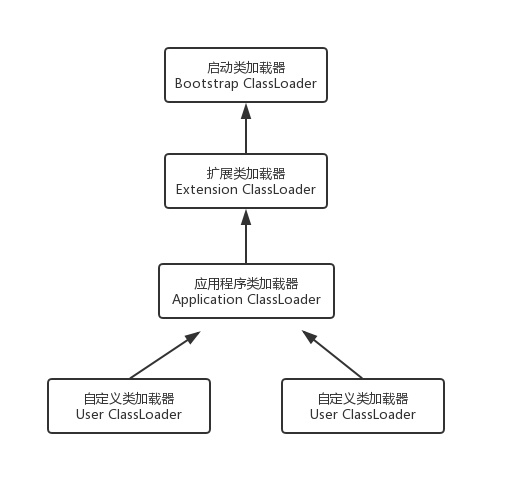 启动类加载器
Bootstrap ClassLoader
扩展类加载器
Extension ClassLoader
应用程序类加载器
Application ClassLoader
自定义类加载器
User ClassLoader
自定义类加载器
User ClassLoader